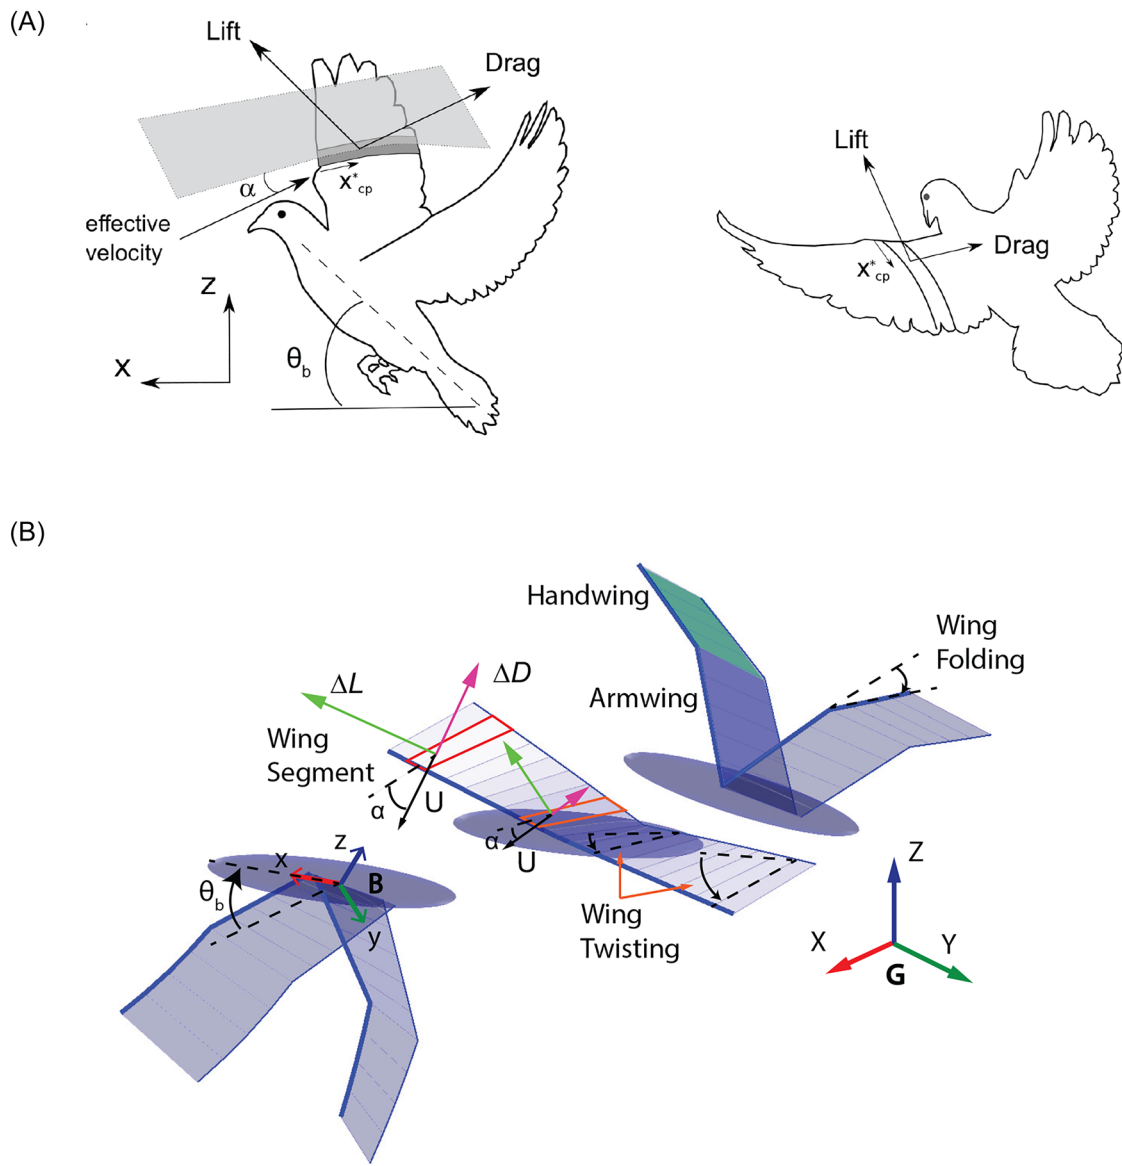 (A)
Lift
Drag
α
x*cp
effective
velocity
z
x
θb
Lift
Drag
x*cp
(B)
Handwing
Wing
Folding
Armwing
ΔL
ΔD
Wing
Segment
α
U
α
U
z
x
B
θb
y
Wing
Twisting
Z
X
Y
G